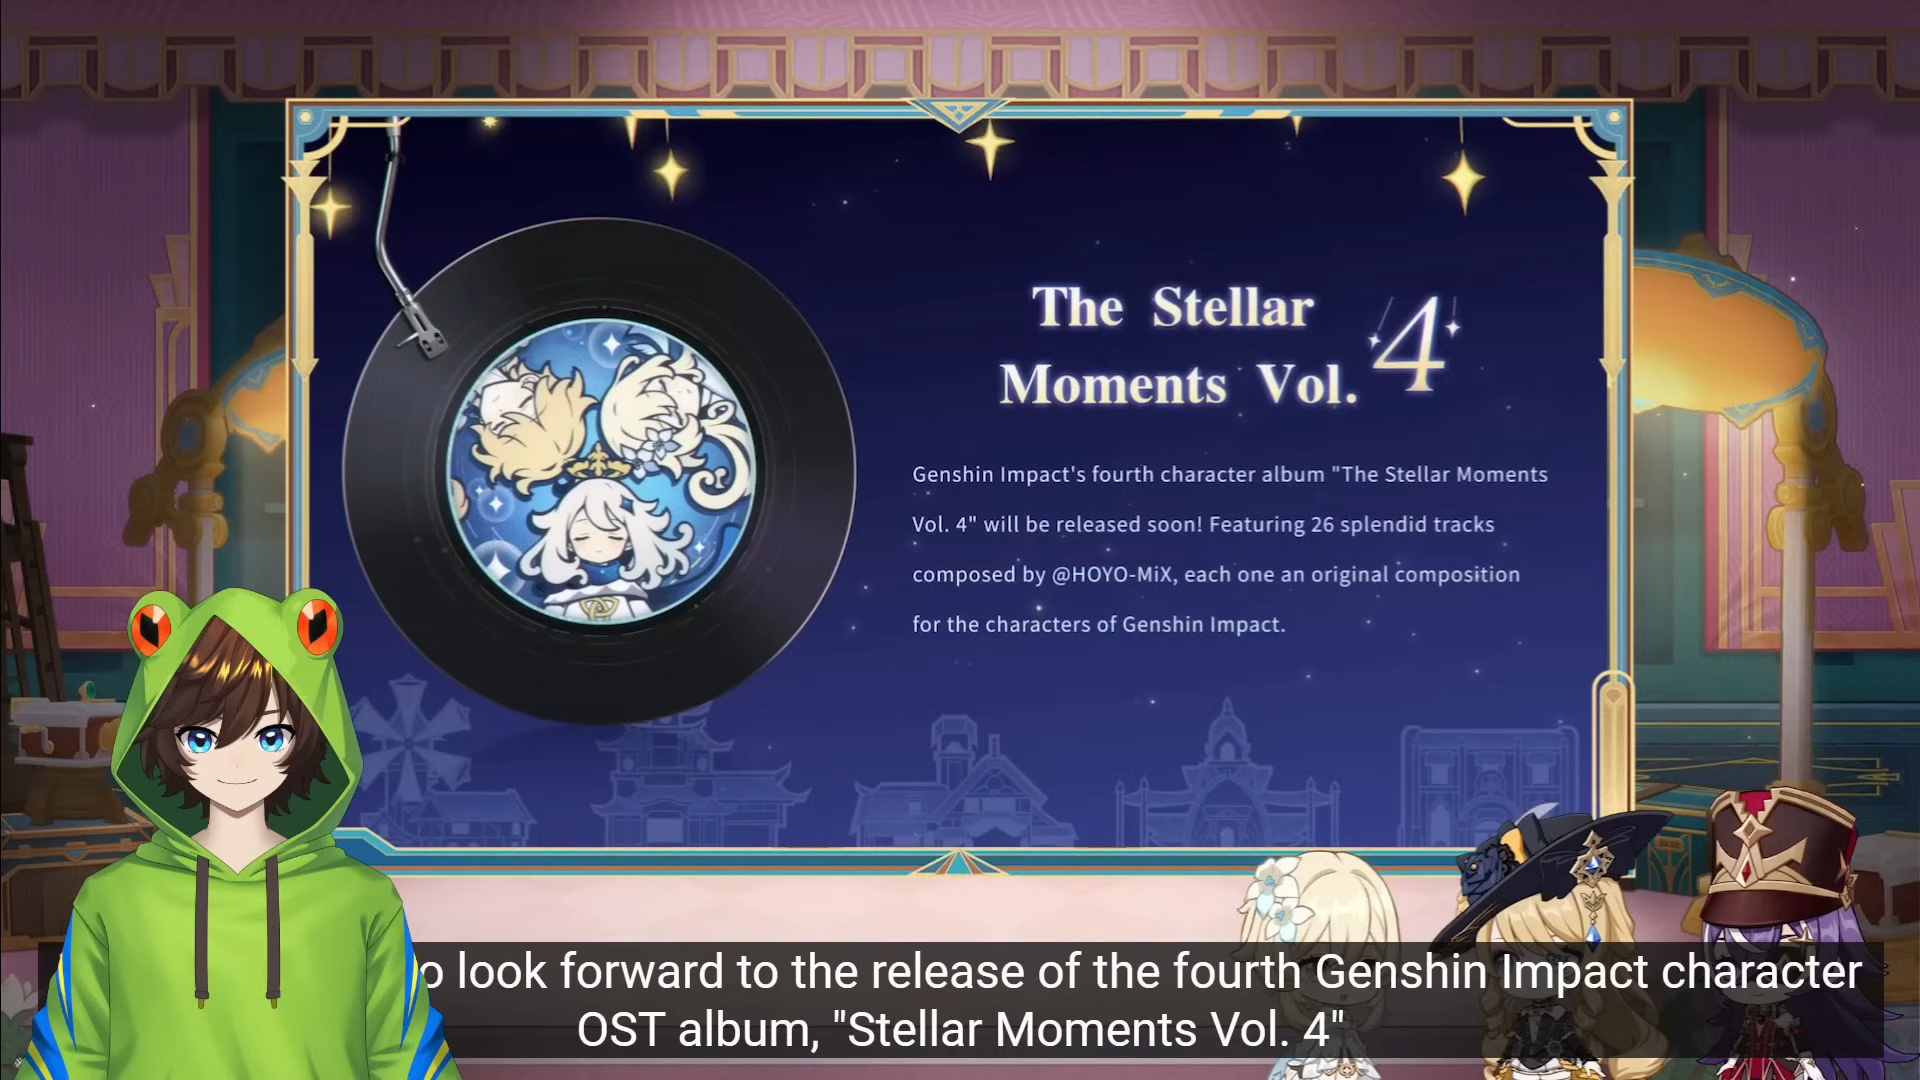 The Stellar
Moments Vol. 4
Genshin Impact's fourth character album "The Stellar Moments
Vol. 4" will be released soon! Featuring 26 splendid tracks
composed by @HOYO-MiX, each one an original composition
for the characters of Genshin Impact.
look forward to the release of the fourth Genshin Impact character
OST album, "Stellar Moments Vol. 4"